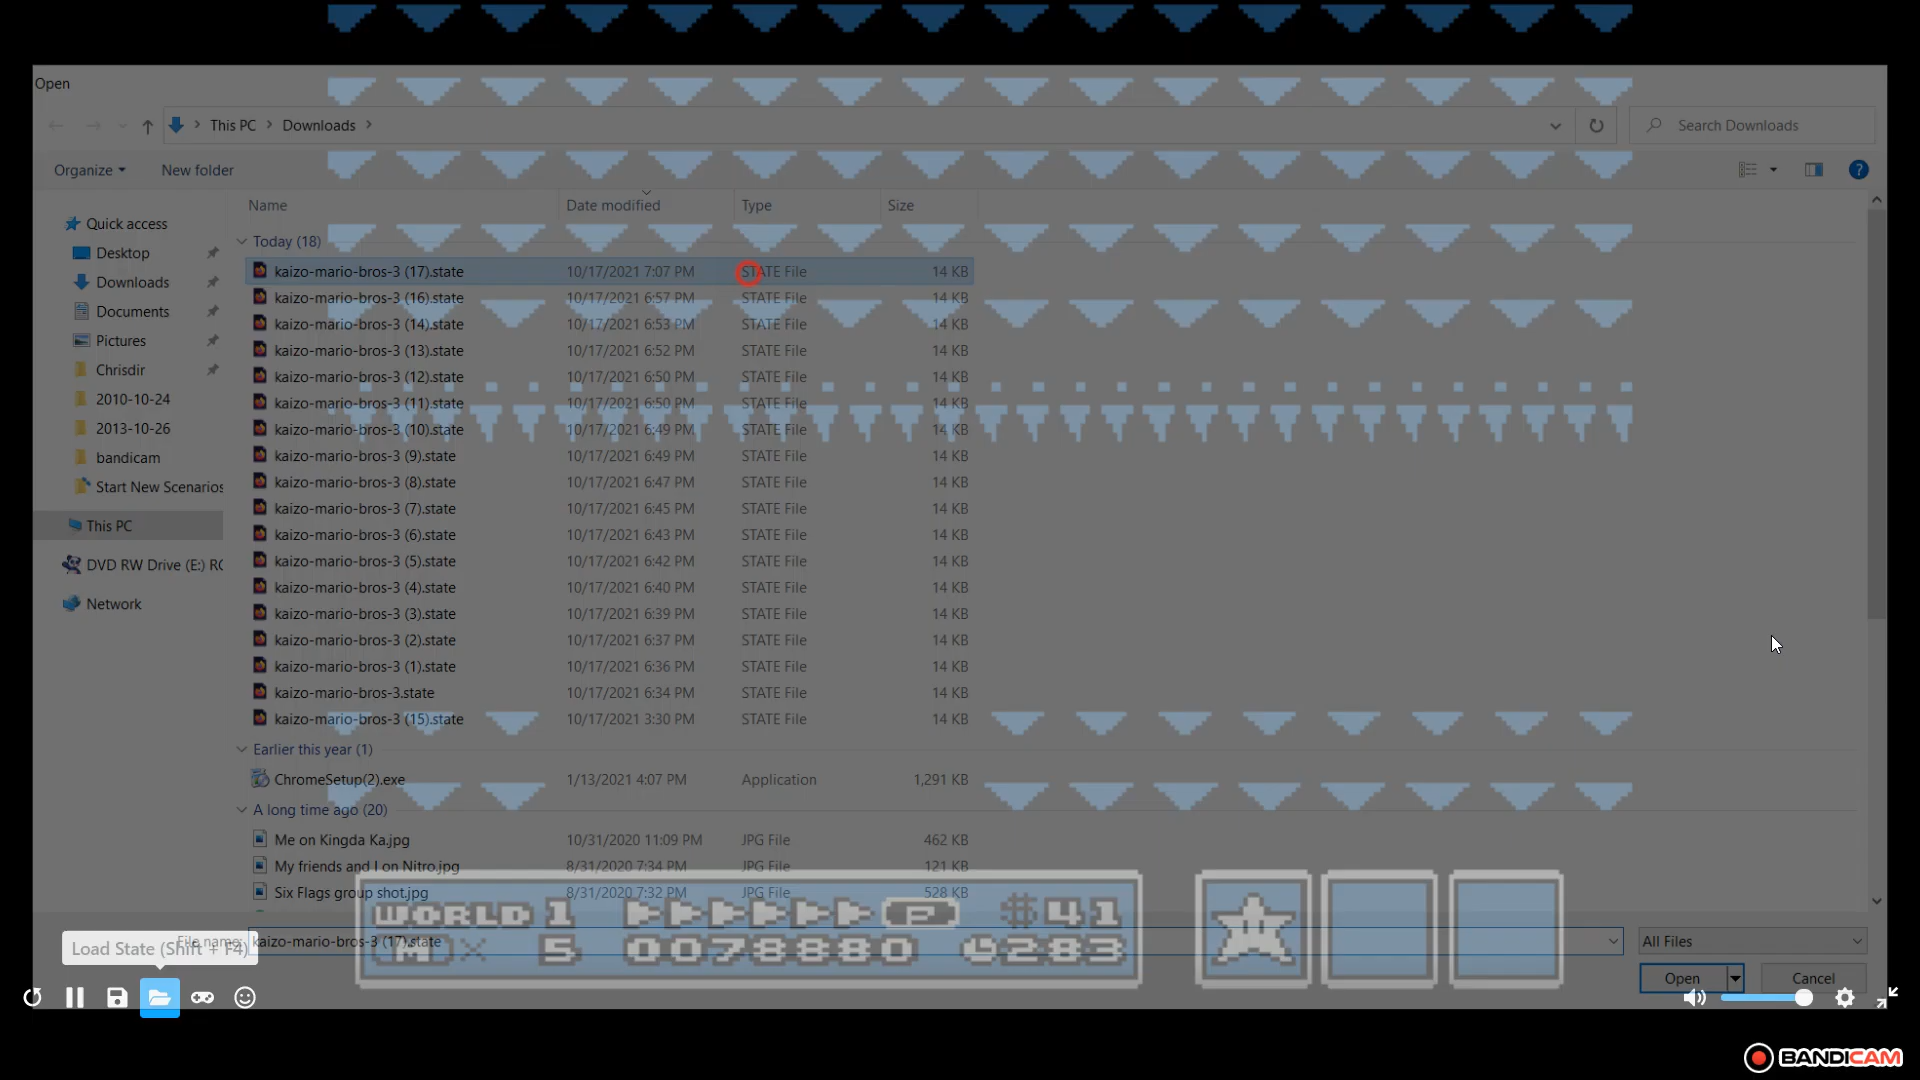 Open
This PC > Downloads >
Search Downloads
Organize
New folder
?
Name
Date modified
Type
Size
Quick access
Desktop
Downloads
Documents
Pictures
Chrisdir
2010-10-24
2013-10-26
bandicam
Start New Scenarios
This PC
DVD RW Drive (E:) RC
Network
Today (18)
kaizo-mario-bros-3 (17).state 10/17/2021 7:07 PM STATE File 14 KB
kaizo-mario-bros-3 (16).state 10/17/2021 6:57 PM STATE File 14 KB
kaizo-mario-bros-3 (14).state 10/17/2021 6:53 PM STATE File 14 KB
kaizo-mario-bros-3 (13).state 10/17/2021 6:52 PM STATE File 14 KB
kaizo-mario-bros-3 (12).state 10/17/2021 6:50 PM STATE File 14 KB
kaizo-mario-bros-3 (11).state 10/17/2021 6:50 PM STATE File 14 KB
kaizo-mario-bros-3 (10).state 10/17/2021 6:49 PM STATE File 14 KB
kaizo-mario-bros-3 (9).state 10/17/2021 6:49 PM STATE File 14 KB
kaizo-mario-bros-3 (8).state 10/17/2021 6:47 PM STATE File 14 KB
kaizo-mario-bros-3 (7).state 10/17/2021 6:45 PM STATE File 14 KB
kaizo-mario-bros-3 (6).state 10/17/2021 6:43 PM STATE File 14 KB
kaizo-mario-bros-3 (5).state 10/17/2021 6:42 PM STATE File 14 KB
kaizo-mario-bros-3 (4).state 10/17/2021 6:40 PM STATE File 14 KB
kaizo-mario-bros-3 (3).state 10/17/2021 6:39 PM STATE File 14 KB
kaizo-mario-bros-3 (2).state 10/17/2021 6:37 PM STATE File 14 KB
kaizo-mario-bros-3 (1).state 10/17/2021 6:36 PM STATE File 14 KB
kaizo-mario-bros-3.state 10/17/2021 6:34 PM STATE File 14 KB
kaizo-mario-bros-3 (15).state 10/17/2021 3:30 PM STATE File 14 KB
Earlier this year (1)
ChromeSetup(2).exe 1/13/2021 4:07 PM Application 1,291 KB
A long time ago (20)
Me on Kingda Ka.jpg 10/31/2020 11:09 PM JPG File 462 KB
My friends and I on Nitro.jpg 8/31/2020 7:34 PM JPG File 121 KB
Six Flags group shot.jpg 8/31/2020 7:32 PM JPG File 528 KB
WORLD 1 P #41
M × 5 0078880 283
File name: kaizo-mario-bros-3 (17).state
All Files
Load State (Shift + F4)
Open
Cancel
BANDICAM